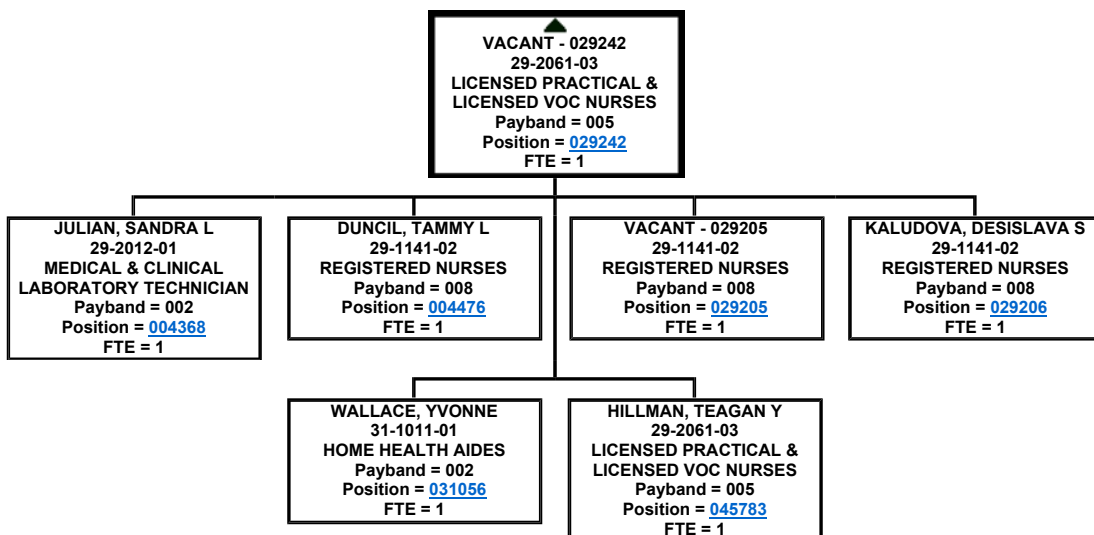 VACANT - 029242
29-2061-03
LICENSED PRACTICAL &
LICENSED VOC NURSES
Payband = 005
Position = 029242
FTE = 1
JULIAN, SANDRA L
29-2012-01
MEDICAL & CLINICAL
LABORATORY TECHNICIAN
Payband = 002
Position = 004368
FTE = 1
DUNCIL, TAMMY L
29-1141-02
REGISTERED NURSES
Payband = 008
Position = 004476
FTE = 1
VACANT - 029205
29-1141-02
REGISTERED NURSES
Payband = 008
Position = 029205
FTE = 1
KALUDOVA, DESISLAVA S
29-1141-02
REGISTERED NURSES
Payband = 008
Position = 029206
FTE = 1
WALLACE, YVONNE
31-1011-01
HOME HEALTH AIDES
Payband = 002
Position = 031056
FTE = 1
HILLMAN, TEAGAN Y
29-2061-03
LICENSED PRACTICAL &
LICENSED VOC NURSES
Payband = 005
Position = 045783
FTE = 1